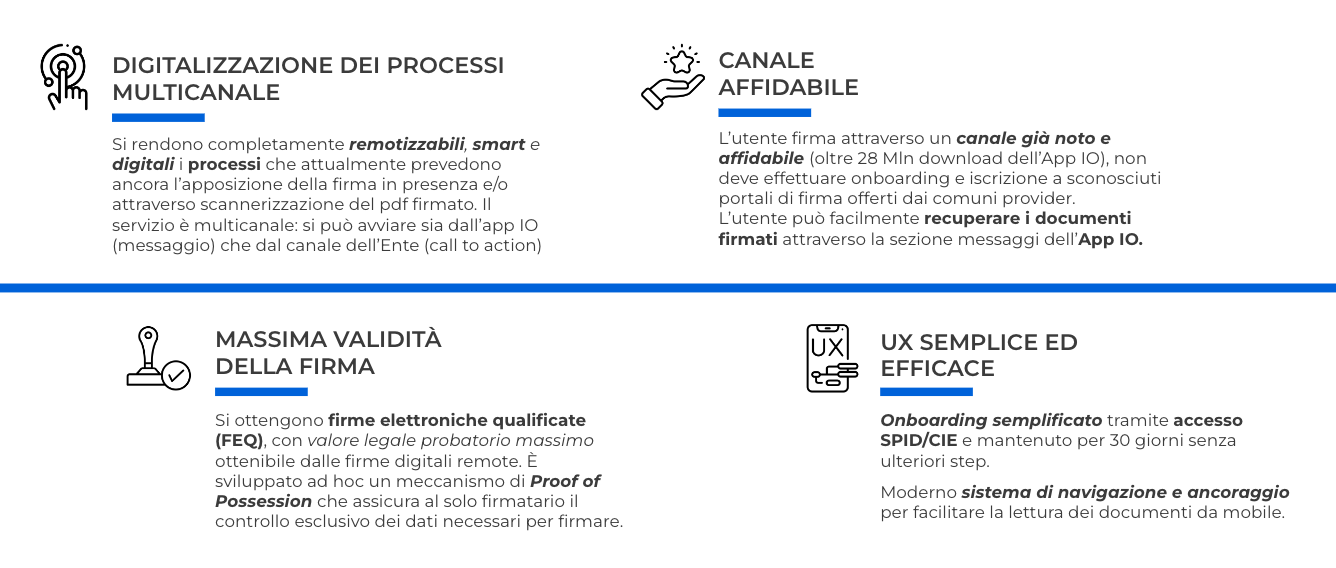 DIGITALIZZAZIONE DEI PROCESSI
MULTICANALE
Si rendono completamente remotizzabili, smart e
digitali i processi che attualmente prevedono
ancora l'apposizione della firma in presenza e/o
attraverso scannerizzazione del pdf firmato. Il
servizio è multicanale: si può avviare sia dall'app IO
(messaggio) che dal canale dell'Ente (call to action)
CANALE
AFFIDABILE
L'utente firma attraverso un canale già noto e
affidabile (oltre 28 Mln download dell'App IO), non
deve effettuare onboarding e iscrizione a sconosciuti
portali di firma offerti dai comuni provider.
L'utente può facilmente recuperare i documenti
firmati attraverso la sezione messaggi dell'App IO.
MASSIMA VALIDITÀ
DELLA FIRMA
Si ottengono firme elettroniche qualificate
(FEQ), con valore legale probatorio massimo
ottenibile dalle firme digitali remote. È
sviluppato ad hoc un meccanismo di Proof of
Possession che assicura al solo firmatario il
controllo esclusivo dei dati necessari per firmare.
UX
UX SEMPLICE ED
EFFICACE
Onboarding semplificato tramite accesso
SPID/CIE e mantenuto per 30 giorni senza
ulteriori step.
Moderno sistema di navigazione e ancoraggio
per facilitare la lettura dei documenti da mobile.